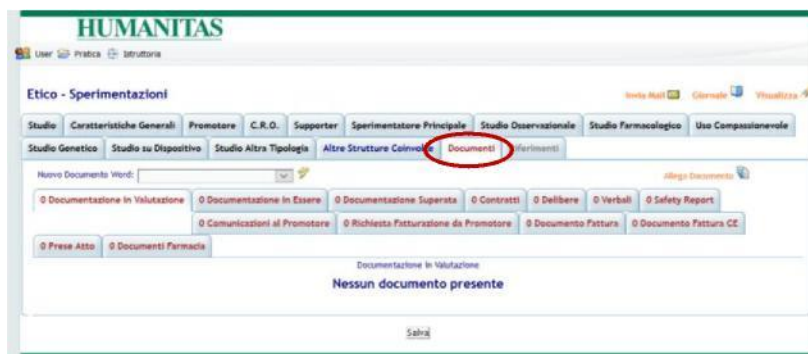 HUMANITAS
User Pratica Istruttoria
Etico - Sperimentazioni
Invia Mail Giornale Visualizza
Studio Caratteristiche Generali Promotore C.R.O. Supporter Sperimentatore Principale Studio Osservazionale Studio Farmacologico Uso Compassionevole
Studio Genetico Studio su Dispositivo Studio Altra Tipologia Altre Strutture Coinvolte Documenti
Nuovo Documento Word:
Allega Documento
0 Documentazione in Valutazione 0 Documentazione in Essere 0 Documentazione Superata 0 Contratti 0 Delibere 0 Verbali 0 Safety Report
0 Comunicazioni al Promotore 0 Richiesta Fatturazione da Promotore 0 Documento Fattura 0 Documento Fattura CE
0 Prese Atto 0 Documenti Farmacia
Documentazione in Valutazione
Nessun documento presente
Salva